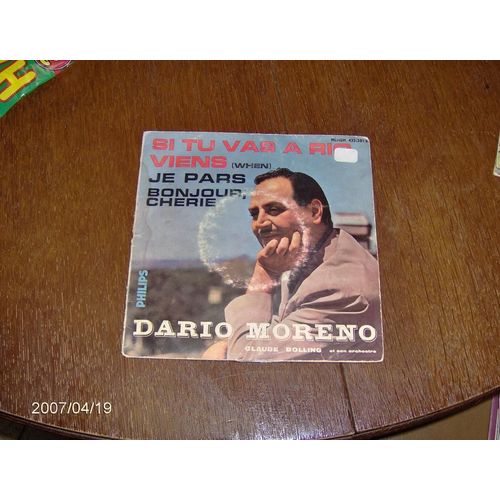 SI TU VAS A RIO
VIENS (WHEN)
JE PARS
BONJOUR,
CHERIE
PHILIPS
DARIO MORENO
CLAUDE BOLLING et son orchestre
2007/04/19